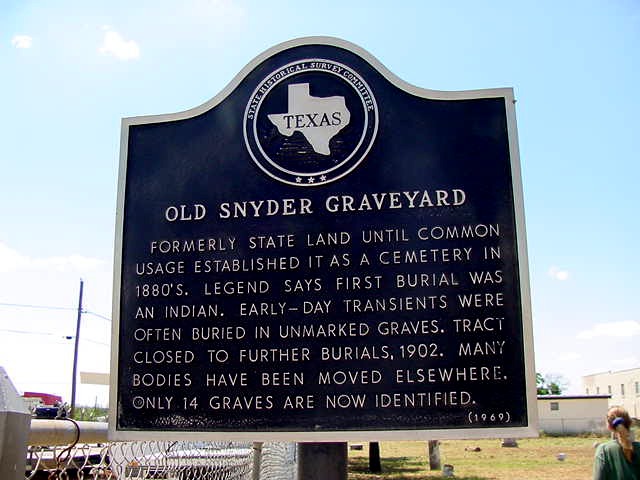 STATE HISTORICAL SURVEY COMMITTEE
TEXAS
OLD SNYDER GRAVEYARD
FORMERLY STATE LAND UNTIL COMMON
USAGE ESTABLISHED IT AS A CEMETERY IN
1880'S. LEGEND SAYS FIRST BURIAL WAS
AN INDIAN. EARLY-DAY TRANSIENTS WERE
OFTEN BURIED IN UNMARKED GRAVES. TRACT
CLOSED TO FURTHER BURIALS, 1902. MANY
BODIES HAVE BEEN MOVED ELSEWHERE.
ONLY 14 GRAVES ARE NOW IDENTIFIED.
(1969)